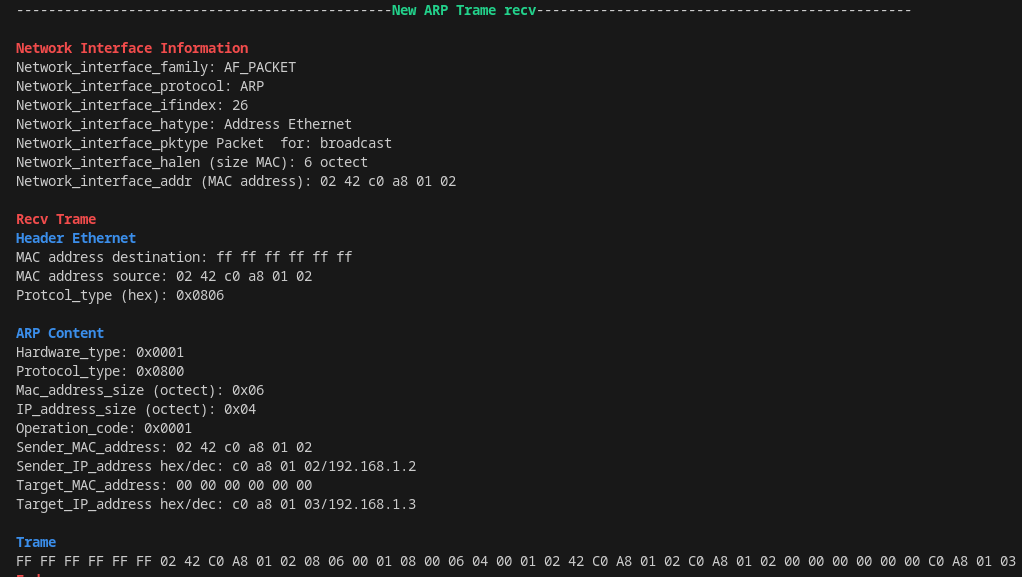 -----------------------------------------------New ARP Trame recv-----------------------------------------------
Network Interface Information
Network_interface_family: AF_PACKET
Network_interface_protocol: ARP
Network_interface_ifindex: 26
Network_interface_hatype: Address Ethernet
Network_interface_pktype Packet  for: broadcast
Network_interface_halen (size MAC): 6 octect
Network_interface_addr (MAC address): 02 42 c0 a8 01 02
Recv Trame
Header Ethernet
MAC address destination: ff ff ff ff ff ff
MAC address source: 02 42 c0 a8 01 02
Protcol_type (hex): 0x0806
ARP Content
Hardware_type: 0x0001
Protocol_type: 0x0800
Mac_address_size (octect): 0x06
IP_address_size (octect): 0x04
Operation_code: 0x0001
Sender_MAC_address: 02 42 c0 a8 01 02
Sender_IP_address hex/dec: c0 a8 01 02/192.168.1.2
Target_MAC_address: 00 00 00 00 00 00
Target_IP_address hex/dec: c0 a8 01 03/192.168.1.3
Trame
FF FF FF FF FF FF 02 42 C0 A8 01 02 08 06 00 01 08 00 06 04 00 01 02 42 C0 A8 01 02 C0 A8 01 02 00 00 00 00 00 00 C0 A8 01 03